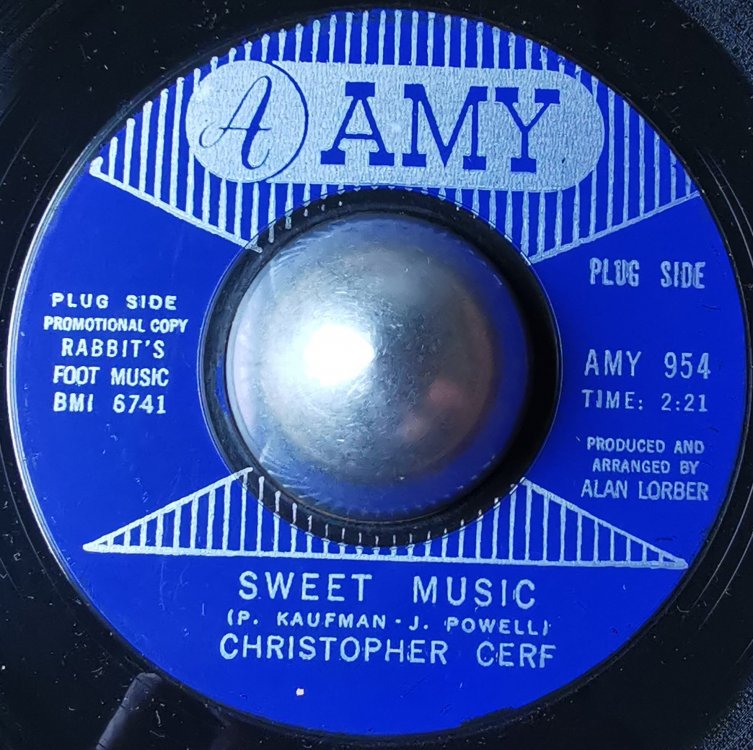 A AMY
PLUG SIDE
PROMOTIONAL COPY
RABBIT'S
FOOT MUSIC
BMI 6741
PLUG SIDE
AMY 954
TIME: 2:21
PRODUCED AND
ARRANGED BY
ALAN LORBER
SWEET MUSIC
(P. KAUFMAN - J. POWELL)
CHRISTOPHER CERF